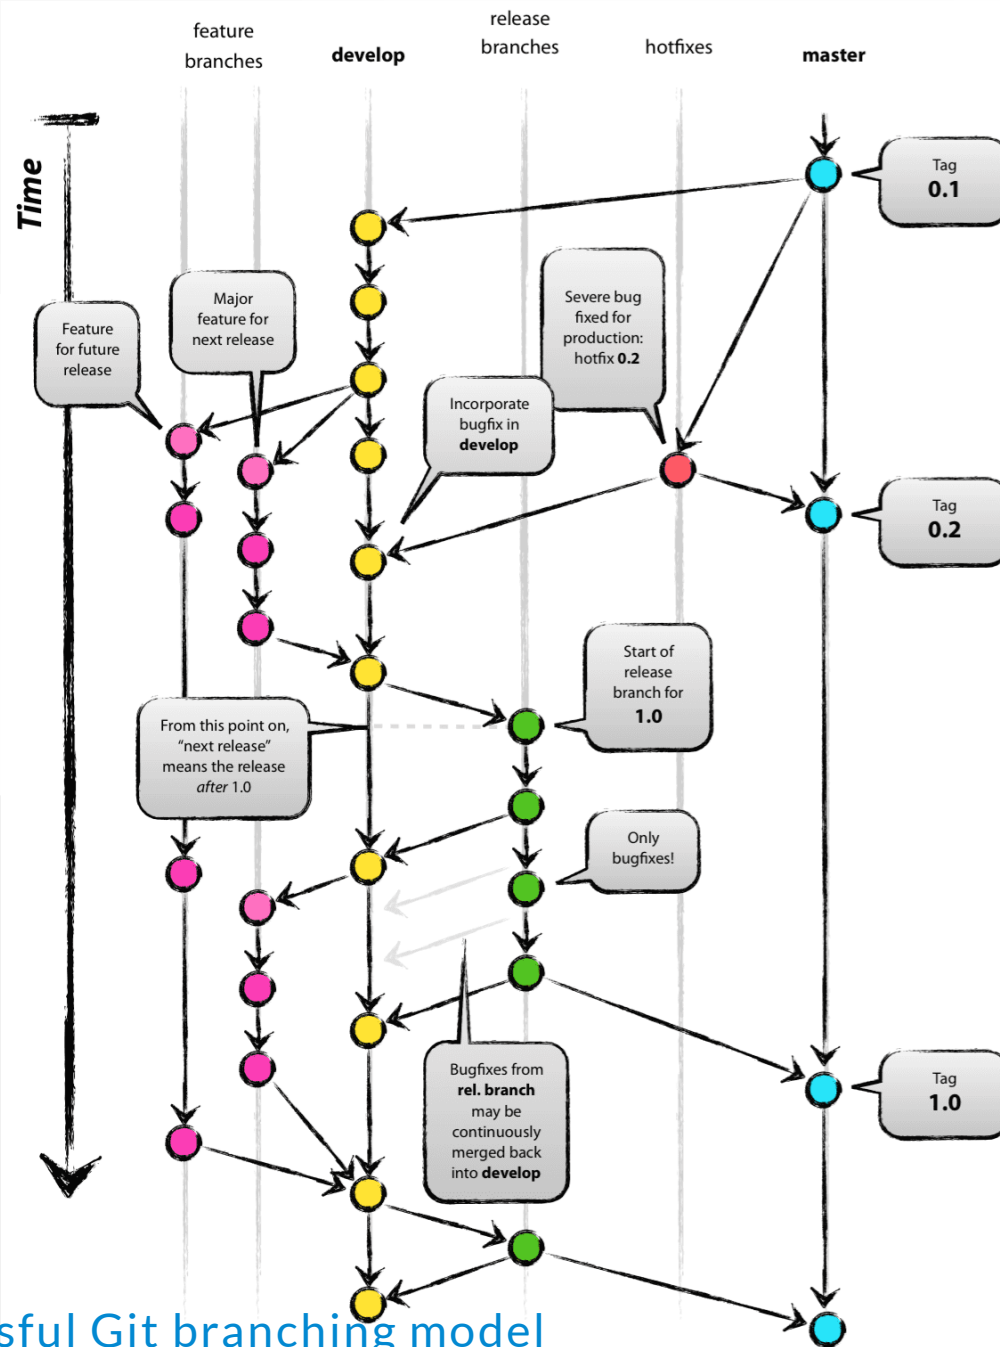 feature
branches
develop
release
branches
hotfixes
master
Time
Tag
0.1
Feature
for future
release
Major
feature for
next release
Severe bug
fixed for
production:
hotfix 0.2
Incorporate
bugfix in
develop
Tag
0.2
Start of
release
branch for
1.0
From this point on,
“next release”
means the release
after 1.0
Only
bugfixes!
Bugfixes from
rel. branch
may be
continuously
merged back
into develop
Tag
1.0
sful Git branching model